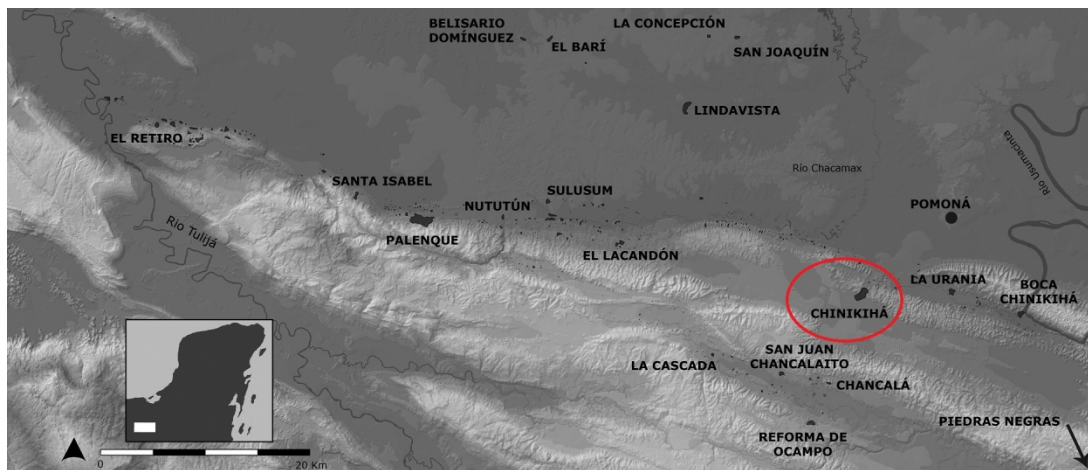 BELISARIO
DOMÍNGUEZ
EL BARÍ
LA CONCEPCIÓN
SAN JOAQUÍN
LINDAVISTA
EL RETIRO
Río Usumacinta
Río Chacamax
SANTA ISABEL
SULUSUM
NUTUTÚN
POMONÁ
Río Tulijá
PALENQUE
EL LACANDÓN
LA URANIA
BOCA
CHINIKIHÁ
CHINIKIHÁ
SAN JUAN
CHANCALAITO
LA CASCADA
CHANCALÁ
PIEDRAS NEGRAS
REFORMA DE
OCAMPO
0 20 Km